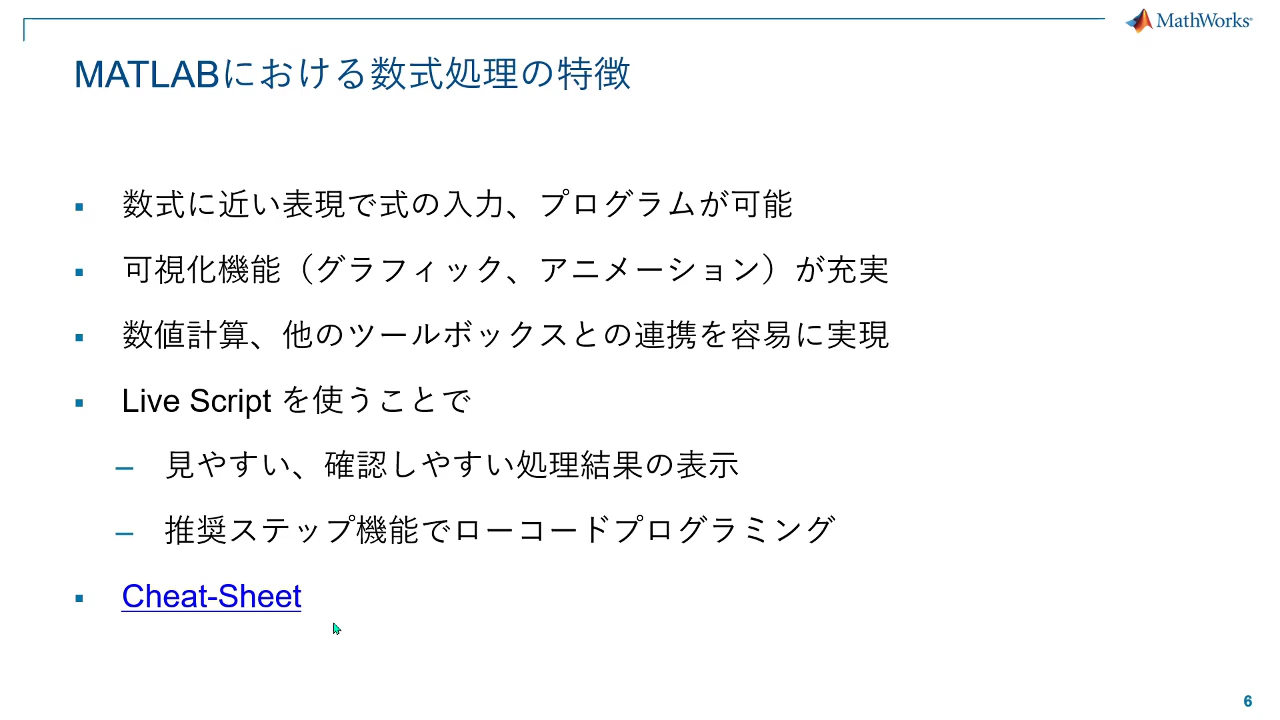 MathWorks
MATLABにおける数式処理の特徴
▪ 数式に近い表現で式の入力、プログラムが可能
▪ 可視化機能（グラフィック、アニメーション）が充実
▪ 数値計算、他のツールボックスとの連携を容易に実現
▪ Live Script を使うことで
– 見やすい、確認しやすい処理結果の表示
– 推奨ステップ機能でローコードプログラミング
▪ Cheat-Sheet
6